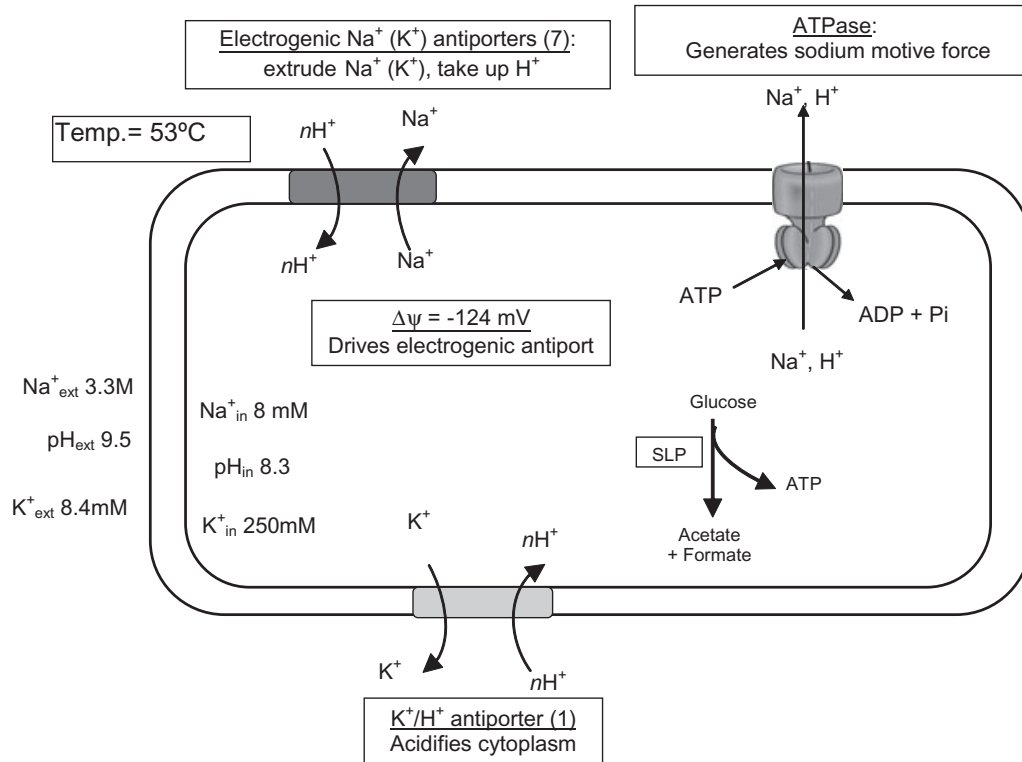 Electrogenic Na⁺ (K⁺) antiporters (7):
extrude Na⁺ (K⁺), take up H⁺
ATPase:
Generates sodium motive force
Temp.= 53ºC
nH⁺
Na⁺
Na⁺, H⁺
nH⁺
Na⁺
ATP
ADP + Pi
Na⁺, H⁺
Δψ = -124 mV
Drives electrogenic antiport
Na⁺ext 3.3M
pHext 9.5
K⁺ext 8.4mM
Na⁺in 8 mM
pHin 8.3
K⁺in 250mM
Glucose
SLP
ATP
Acetate
+ Formate
K⁺
nH⁺
K⁺
nH⁺
K⁺/H⁺ antiporter (1)
Acidifies cytoplasm